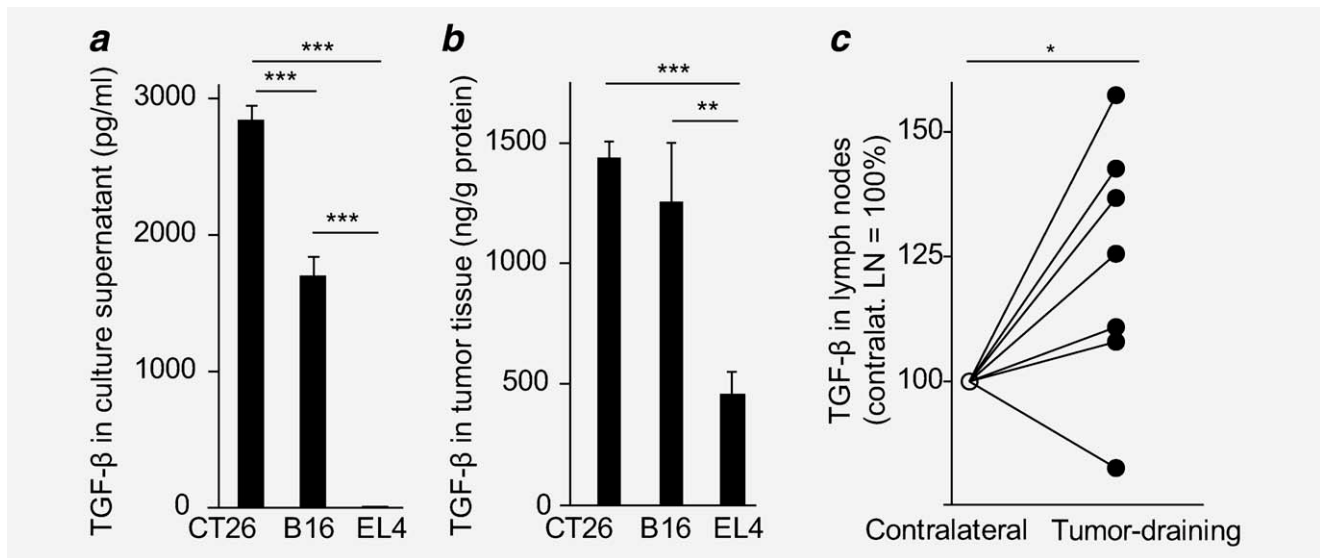 a
***
***
***
TGF-β in culture supernatant (pg/ml)
3000
2000
1000
0
CT26 B16 EL4
b
***
**
TGF-β in tumor tissue (ng/g protein)
1500
1000
500
0
CT26 B16 EL4
c
*
TGF-β in lymph nodes
(contralat. LN = 100%)
150
125
100
Contralateral Tumor-draining